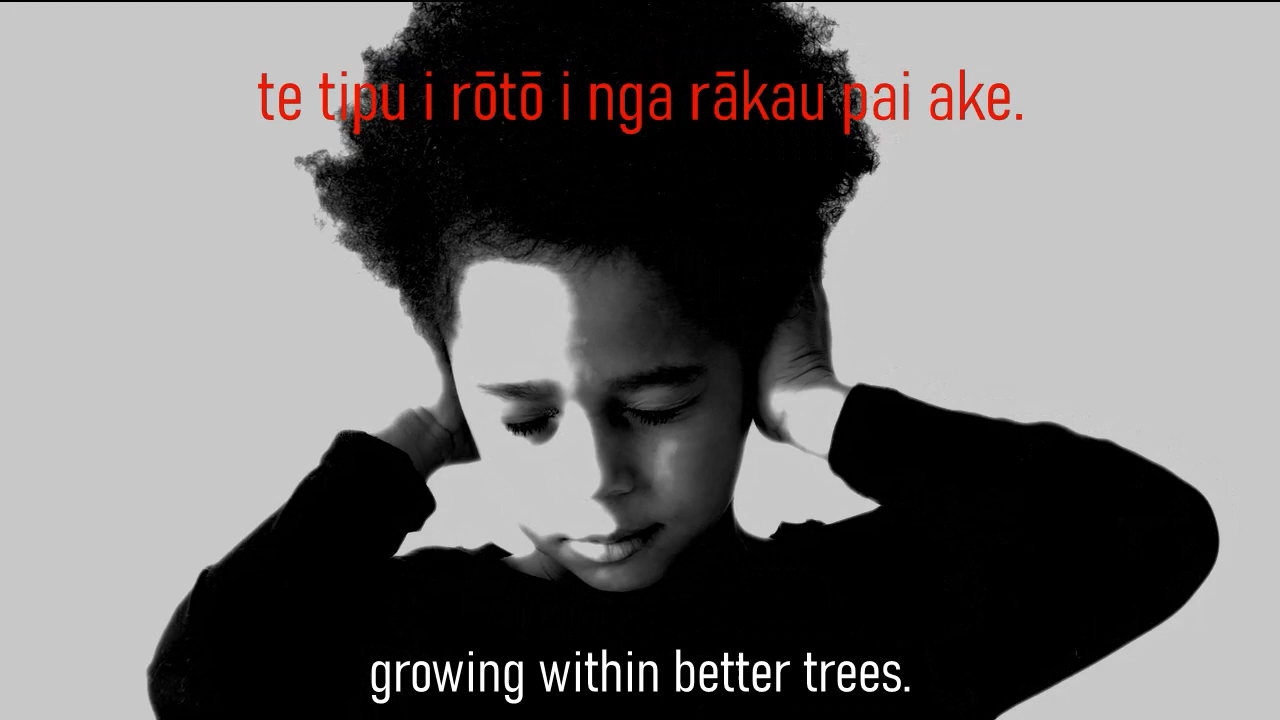 te tipu i rōtō i nga rākau pai ake.
growing within better trees.